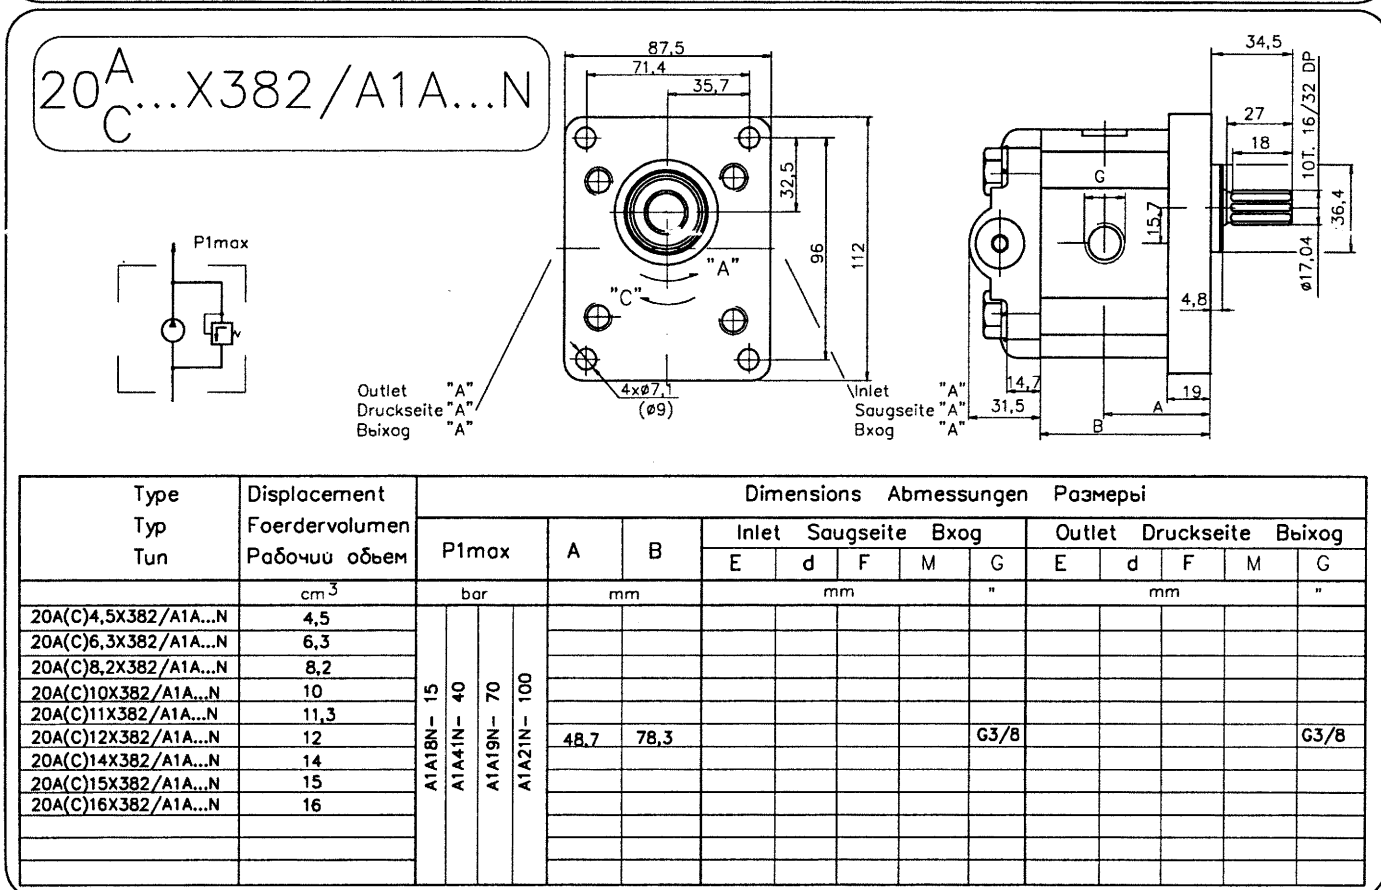 20A/C...X382/A1A...N
P1max
87,5
71,4
35,7
32,5
96
112
"A"
"C"
4xø7,1
(ø9)
Outlet "A"
Druckseite "A"
Выход "A"
Inlet "A"
Saugseite "A"
Вход "A"
34,5
27
18
10T. 16/32 DP
36,4
ø17,04
G
15,7
4,8
14,7
31,5
19
A
B
Type Displacement Dimensions Abmessungen Размеры
Typ Foerdervolumen P1max A B Inlet Saugseite Вход Outlet Druckseite Выход
Тип Рабочий объем E d F M G E d F M G
cm3 bar mm mm " mm "
20A(C)4,5X382/A1A...N 4,5
20A(C)6,3X382/A1A...N 6,3
20A(C)8,2X382/A1A...N 8,2
20A(C)10X382/A1A...N 10
20A(C)11X382/A1A...N 11,3
20A(C)12X382/A1A...N 12 48,7 78,3 G3/8 G3/8
20A(C)14X382/A1A...N 14
20A(C)15X382/A1A...N 15
20A(C)16X382/A1A...N 16
A1A18N- 15
A1A41N- 40
A1A19N- 70
A1A21N- 100